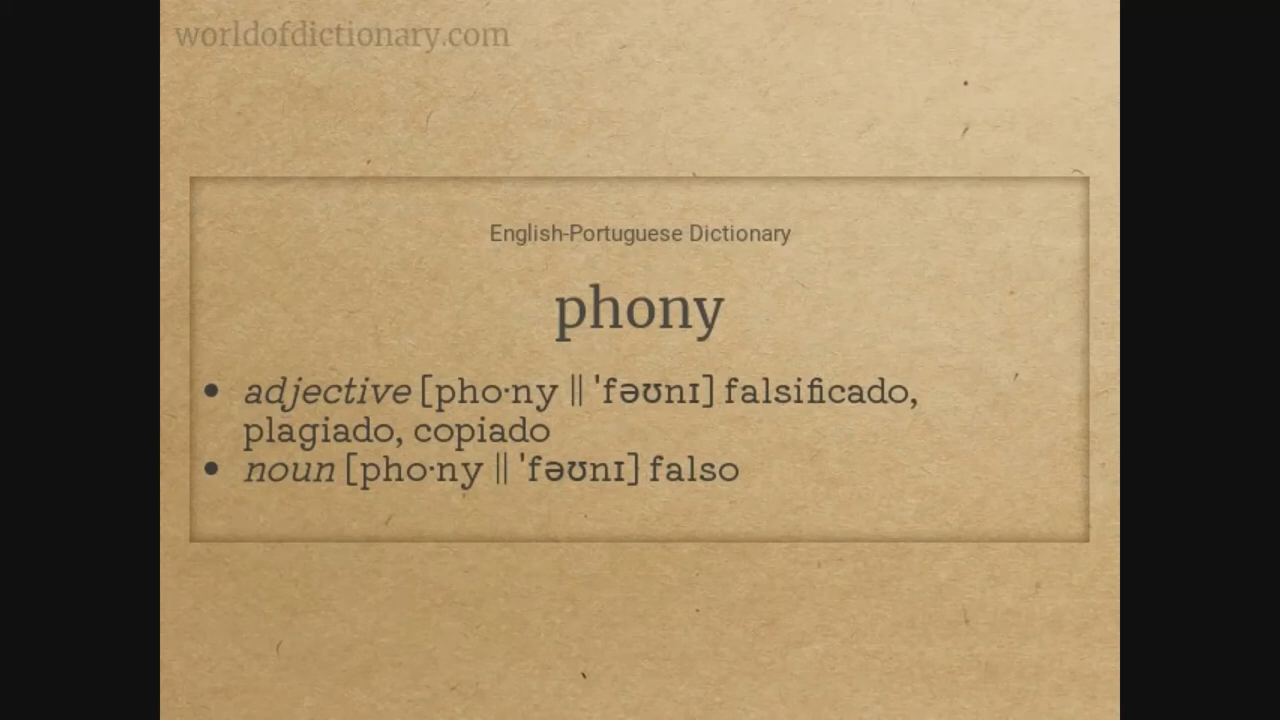 worldofdictionary.com
English-Portuguese Dictionary
phony
• adjective [pho·ny || 'fəʊnɪ] falsificado,
plagiado, copiado
• noun [pho·ny || 'fəʊnɪ] falso